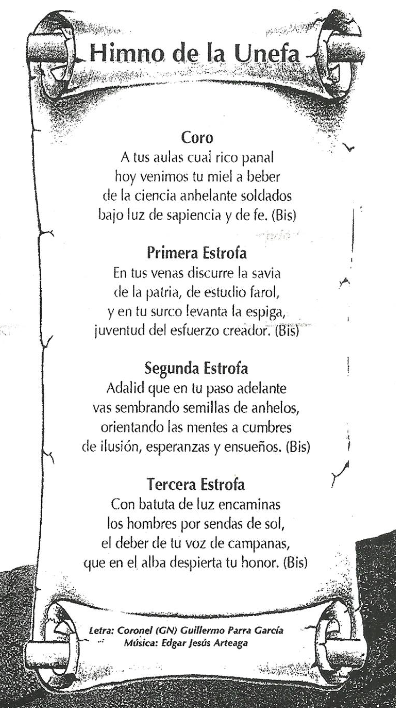 Himno de la Unefa
Coro
A tus aulas cual rico panal
hoy venimos tu miel a beber
de la ciencia anhelante soldados
bajo luz de sapiencia y de fe. (Bis)
Primera Estrofa
En tus venas discurre la savia
de la patria, de estudio farol,
y en tu surco levanta la espiga,
juventud del esfuerzo creador. (Bis)
Segunda Estrofa
Adalid que en tu paso adelante
vas sembrando semillas de anhelos,
orientando las mentes a cumbres
de ilusión, esperanzas y ensueños. (Bis)
Tercera Estrofa
Con batuta de luz encaminas
los hombres por sendas de sol,
el deber de tu voz de campanas,
que en el alba despierta tu honor. (Bis)
Letra: Coronel (GN) Guillermo Parra García
Música: Edgar Jesús Arteaga